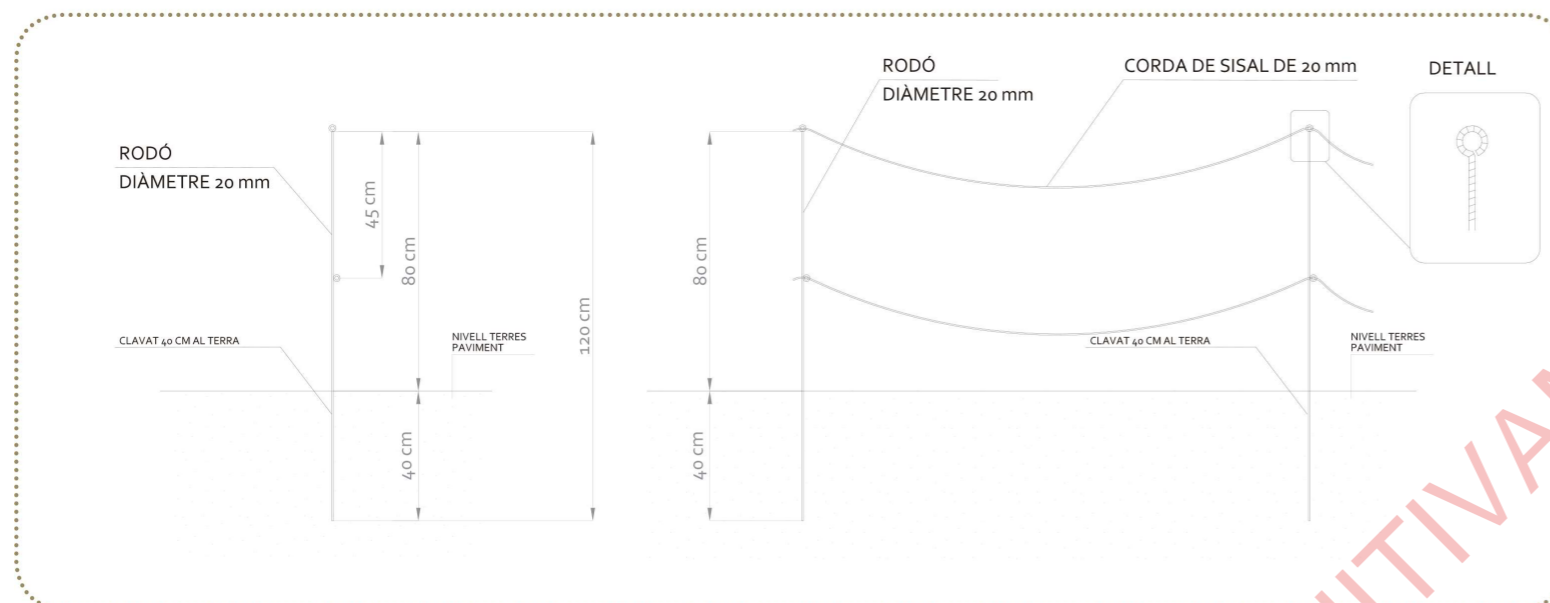 RODÓ
DIÀMETRE 20 mm
45 cm
80 cm
120 cm
CLAVAT 40 CM AL TERRA
NIVELL TERRES
PAVIMENT
40 cm
RODÓ
DIÀMETRE 20 mm
CORDA DE SISAL DE 20 mm
DETALL
80 cm
CLAVAT 40 CM AL TERRA
NIVELL TERRES
PAVIMENT
40 cm